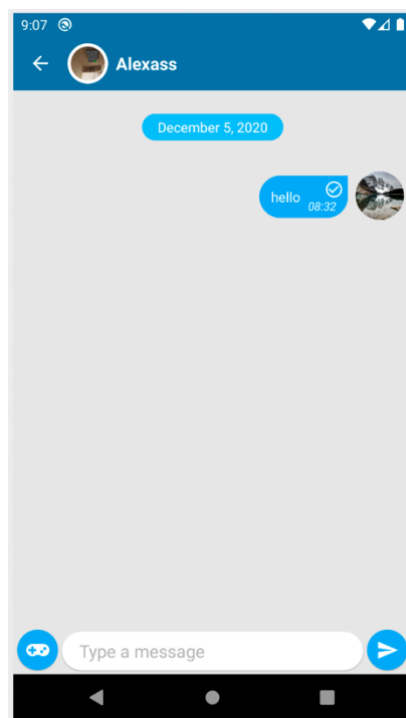 9:07
Alexass
December 5, 2020
hello
08:32
Type a message